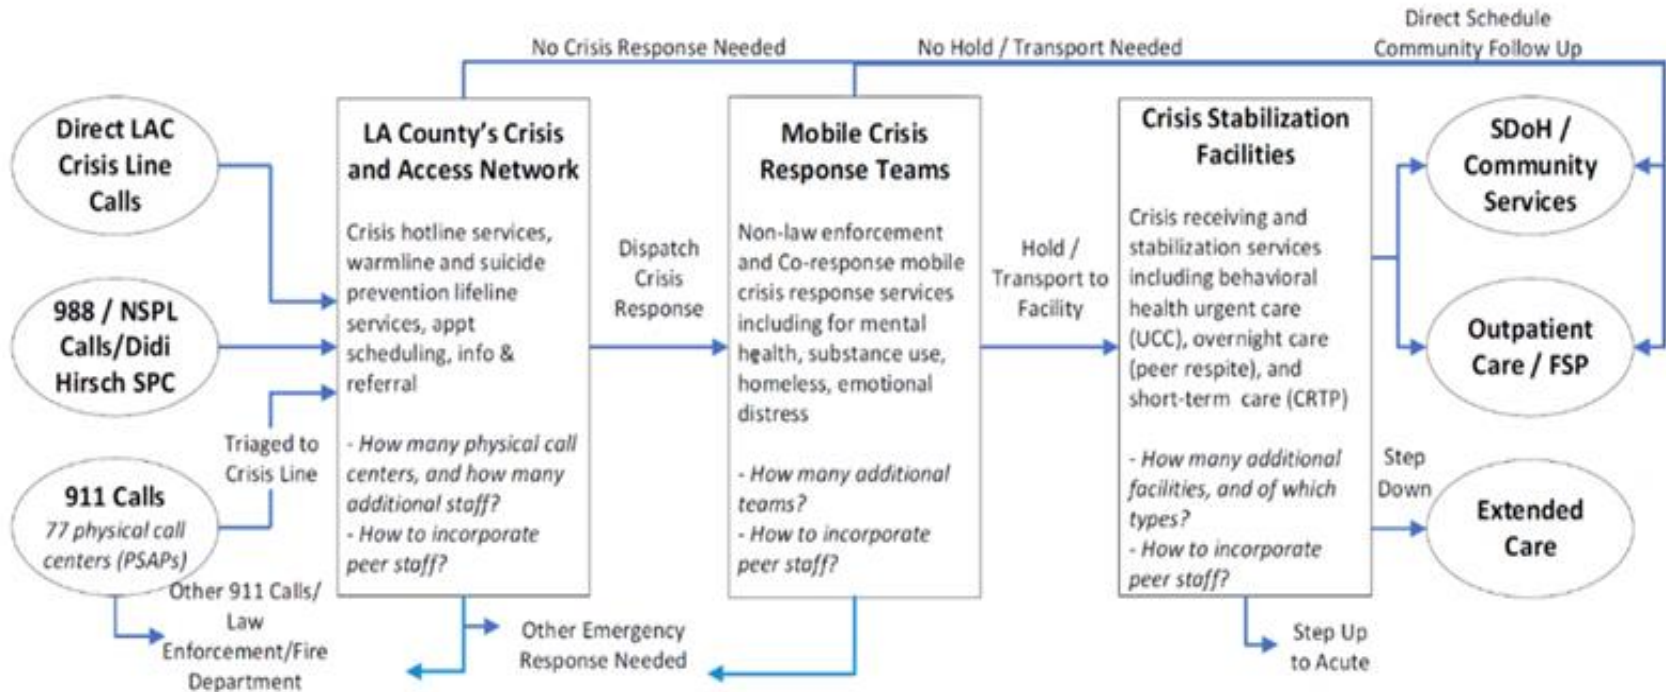 No Crisis Response Needed
No Hold / Transport Needed
Direct Schedule
Community Follow Up
Direct LAC
Crisis Line
Calls
988 / NSPL
Calls/Didi
Hirsch SPC
Triaged to
Crisis Line
911 Calls
77 physical call
centers (PSAPs)
Other 911 Calls/
Law
Enforcement/Fire
Department
LA County's Crisis
and Access Network
Crisis hotline services,
warmline and suicide
prevention lifeline
services, appt
scheduling, info &
referral
- How many physical call
centers, and how many
additional staff?
- How to incorporate
peer staff?
Dispatch
Crisis
Response
Other Emergency
Response Needed
Mobile Crisis
Response Teams
Non-law enforcement
and Co-response mobile
crisis response services
including for mental
health, substance use,
homeless, emotional
distress
- How many additional
teams?
- How to incorporate
peer staff?
Hold /
Transport to
Facility
Crisis Stabilization
Facilities
Crisis receiving and
stabilization services
including behavioral
health urgent care
(UCC), overnight care
(peer respite), and
short-term care (CRTP)
- How many additional
facilities, and of which
types?
- How to incorporate
peer staff?
Step Up
to Acute
SDoH /
Community
Services
Outpatient
Care / FSP
Step
Down
Extended
Care